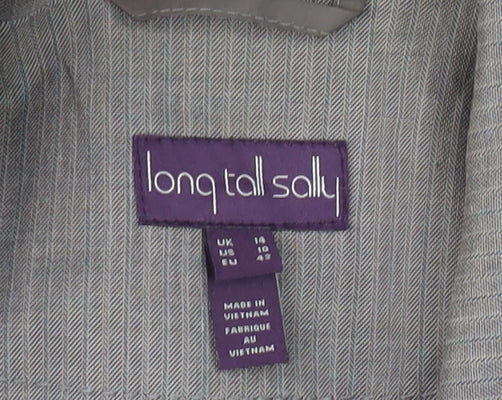 long tall sally
UK 14
US 10
EU 42
MADE IN
VIETNAM
FABRIQUE
AU
VIETNAM